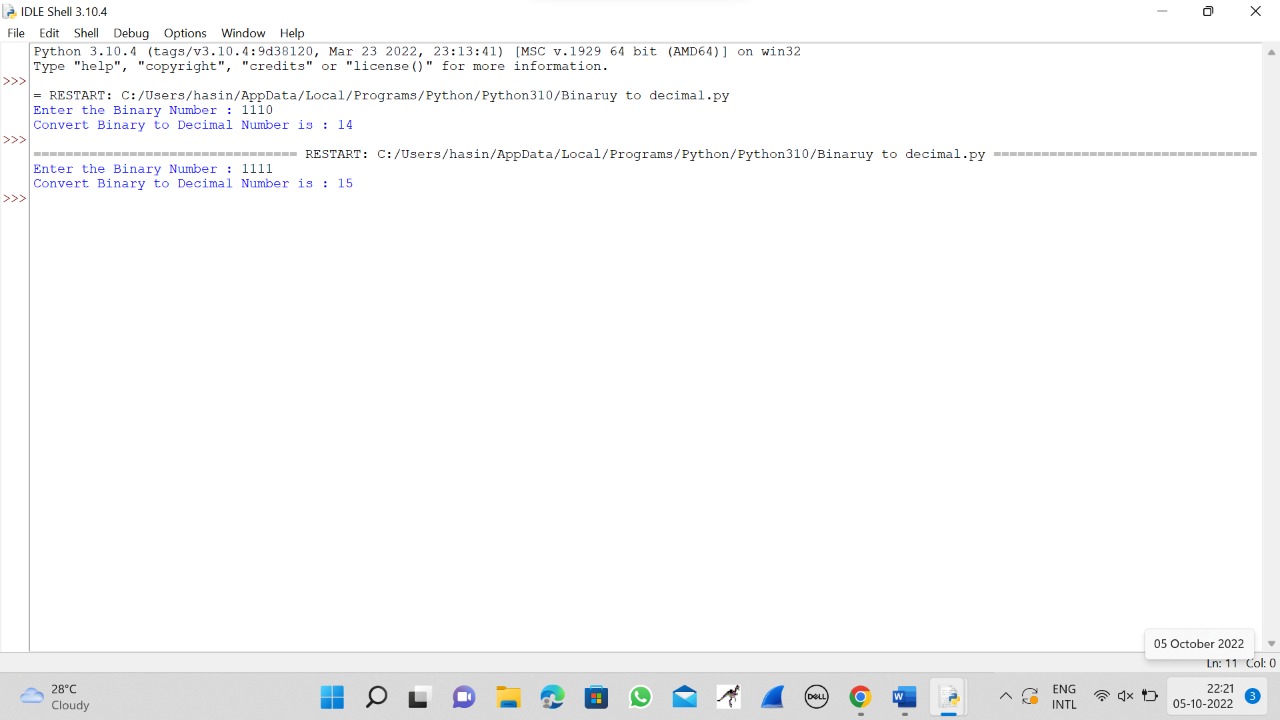 IDLE Shell 3.10.4
File Edit Shell Debug Options Window Help
Python 3.10.4 (tags/v3.10.4:9d38120, Mar 23 2022, 23:13:41) [MSC v.1929 64 bit (AMD64)] on win32
Type "help", "copyright", "credits" or "license()" for more information.
>>>
= RESTART: C:/Users/hasin/AppData/Local/Programs/Python/Python310/Binaruy to decimal.py
Enter the Binary Number : 1110
Convert Binary to Decimal Number is : 14
>>>
================================= RESTART: C:/Users/hasin/AppData/Local/Programs/Python/Python310/Binaruy to decimal.py =================================
Enter the Binary Number : 1111
Convert Binary to Decimal Number is : 15
>>>
05 October 2022
Ln: 11 Col: 0
28°C
Cloudy
DELL
ENG
INTL
22:21
05-10-2022
3